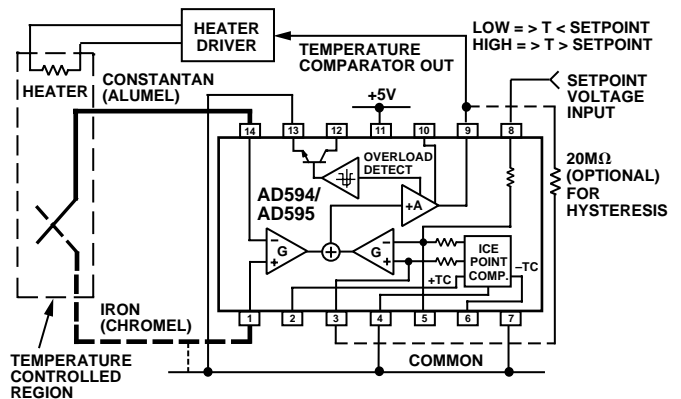 HEATER
DRIVER
LOW = > T < SETPOINT
HIGH = > T > SETPOINT
TEMPERATURE
COMPARATOR OUT
HEATER
CONSTANTAN
(ALUMEL)
+5V
SETPOINT
VOLTAGE
INPUT
14
13
12
11
10
9
8
OVERLOAD
DETECT
20MΩ
(OPTIONAL)
FOR
HYSTERESIS
AD594/
AD595
+A
–
G
+
+
G
–
+
ICE
POINT
COMP.
–TC
+TC
IRON
(CHROMEL)
1
2
3
4
5
6
7
TEMPERATURE
CONTROLLED
REGION
COMMON